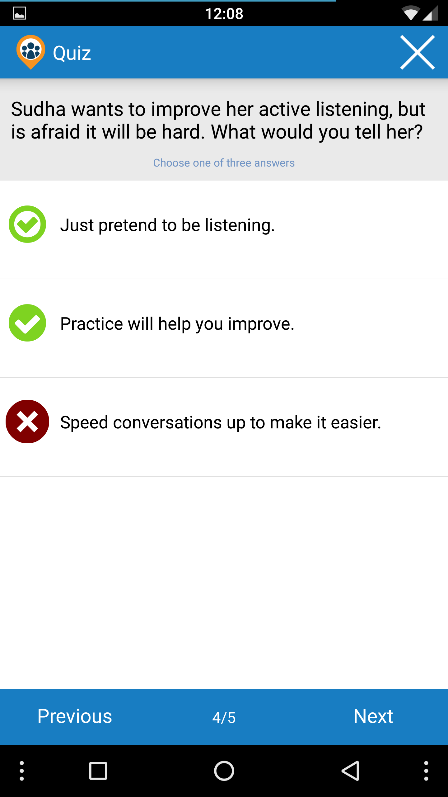 12:08
Quiz
Sudha wants to improve her active listening, but
is afraid it will be hard. What would you tell her?
Choose one of three answers
Just pretend to be listening.
Practice will help you improve.
Speed conversations up to make it easier.
Previous
4/5
Next